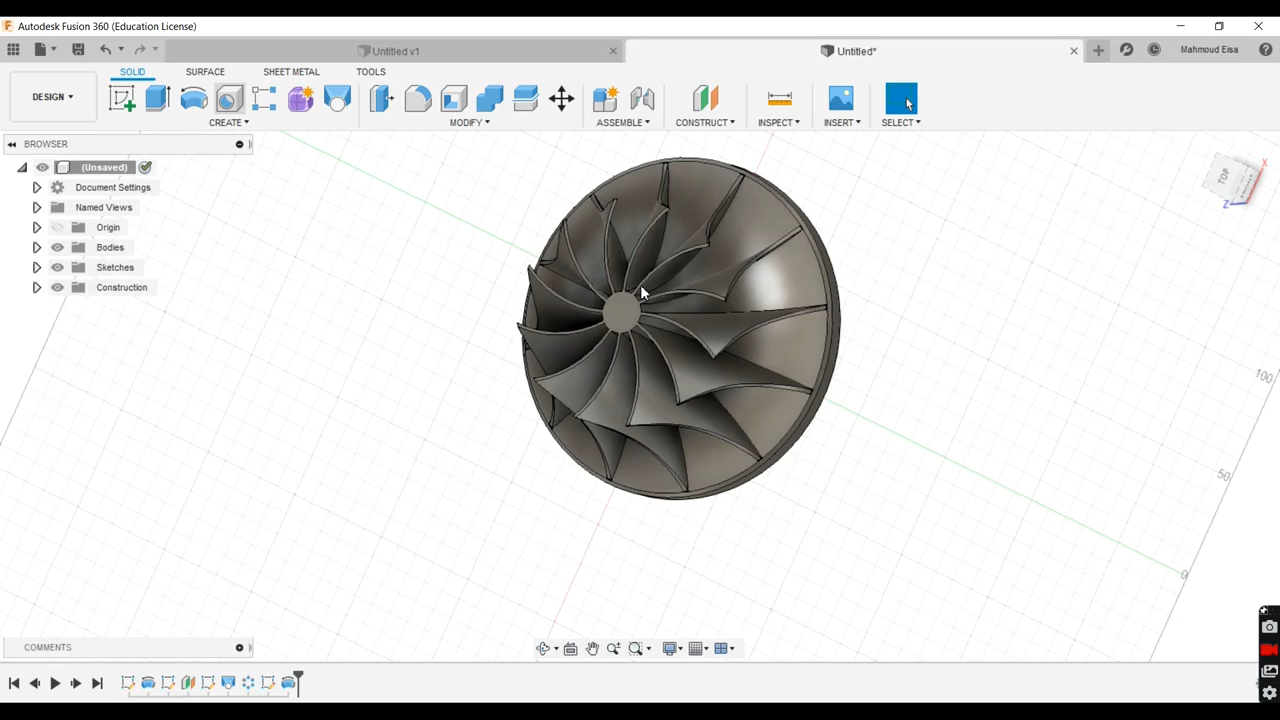 Autodesk Fusion 360 (Education License)
Untitled v1
Untitled*
Mahmoud Eisa
SOLID SURFACE SHEET METAL TOOLS
DESIGN
CREATE MODIFY ASSEMBLE CONSTRUCT INSPECT INSERT SELECT
BROWSER
(Unsaved)
Document Settings
Named Views
Origin
Bodies
Sketches
Construction
TOP
X
Z
100
50
0
COMMENTS